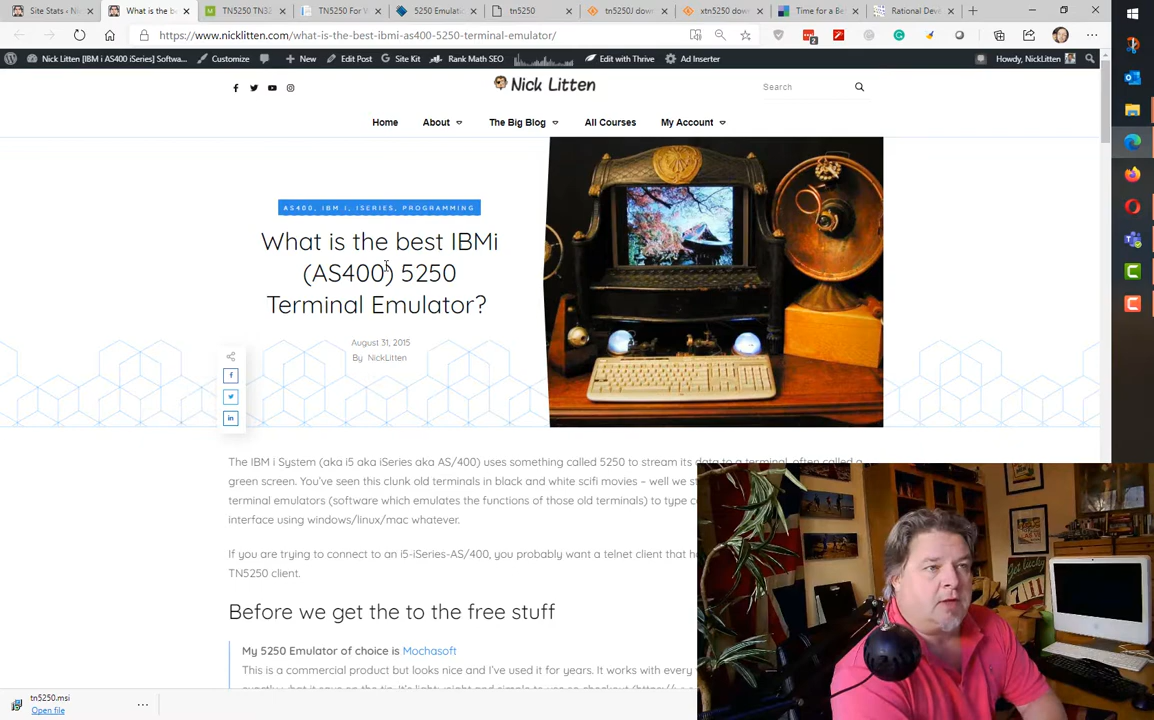 Site Stats ‹ Ni
What is the be
TN5250 TN32
TN5250 For W
5250 Emulat
tn5250
tn5250J down
xtn5250 dow
Time for a Be
Rational Dev
https://www.nicklitten.com/what-is-the-best-ibmi-as400-5250-terminal-emulator/
2
Nick Litten [IBM i AS400 iSeries] Softwa...
Customize
New
Edit Post
Site Kit
Rank Math SEO
Edit with Thrive
Ad Inserter
Howdy, NickLitten
Nick Litten
Search
Home
About
The Big Blog
All Courses
My Account
AS400, IBM I, ISERIES, PROGRAMMING
What is the best IBMi
(AS400) 5250
Terminal Emulator?
August 31, 2015
By NickLitten
The IBM i System (aka i5 aka iSeries aka AS/400) uses something called 5250 to stream its data to a terminal, often called a
green screen. You've seen this clunk old terminals in black and white scifi movies – well we st
terminal emulators (software which emulates the functions of those old terminals) to type co
interface using windows/linux/mac whatever.
If you are trying to connect to an i5-iSeries-AS/400, you probably want a telnet client that ha
TN5250 client.
Before we get the to the free stuff
My 5250 Emulator of choice is Mochasoft
This is a commercial product but looks nice and I've used it for years. It works with every
tn5250.msi
Open file